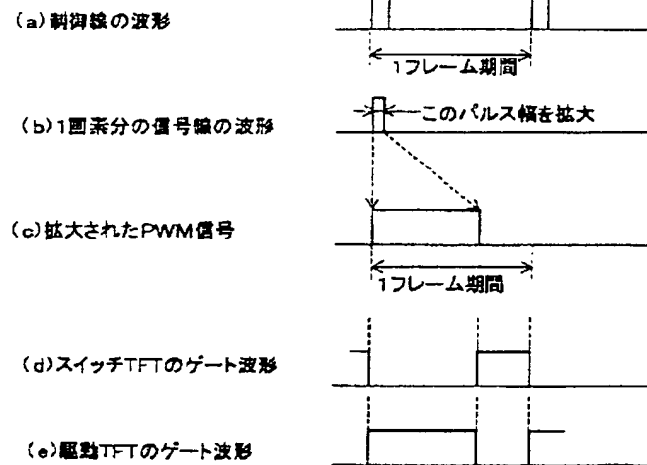 (a)制御線の波形
1フレーム期間
(b)1画素分の信号線の波形
このパルス幅を拡大
(c)拡大されたPWM信号
1フレーム期間
(d)スイッチTFTのゲート波形
(e)駆動TFTのゲート波形